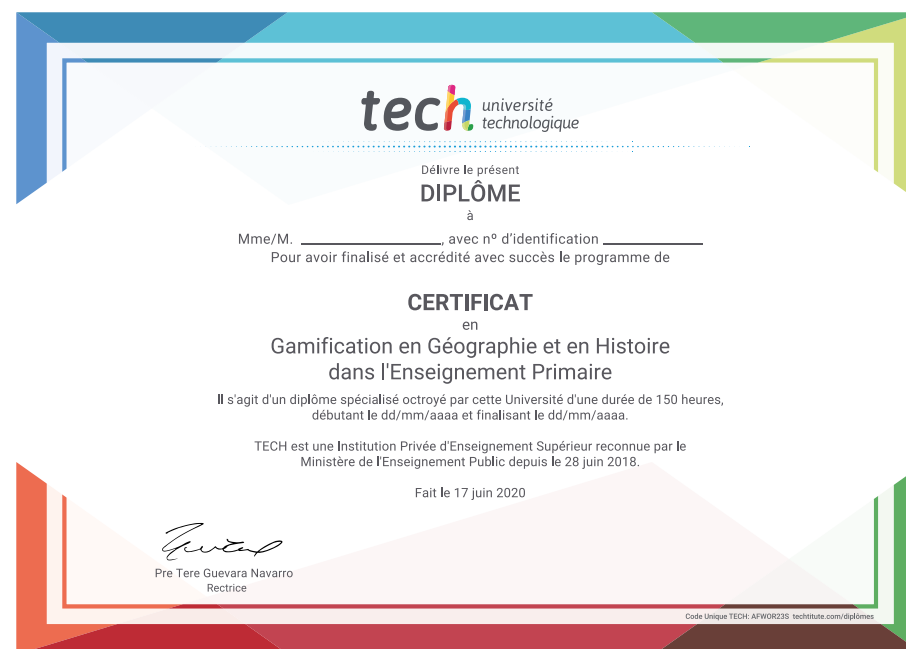 tech université
technologique
Délivre le présent
DIPLÔME
à
Mme/M. ____________________, avec nº d'identification ______________
Pour avoir finalisé et accrédité avec succès le programme de
CERTIFICAT
en
Gamification en Géographie et en Histoire
dans l'Enseignement Primaire
Il s'agit d'un diplôme spécialisé octroyé par cette Université d'une durée de 150 heures,
débutant le dd/mm/aaaa et finalisant le dd/mm/aaaa.
TECH est une Institution Privée d'Enseignement Supérieur reconnue par le
Ministère de l'Enseignement Public depuis le 28 juin 2018.
Fait le 17 juin 2020
Pre Tere Guevara Navarro
Rectrice
Code Unique TECH: AFWOR23S techtitute.com/diplômes